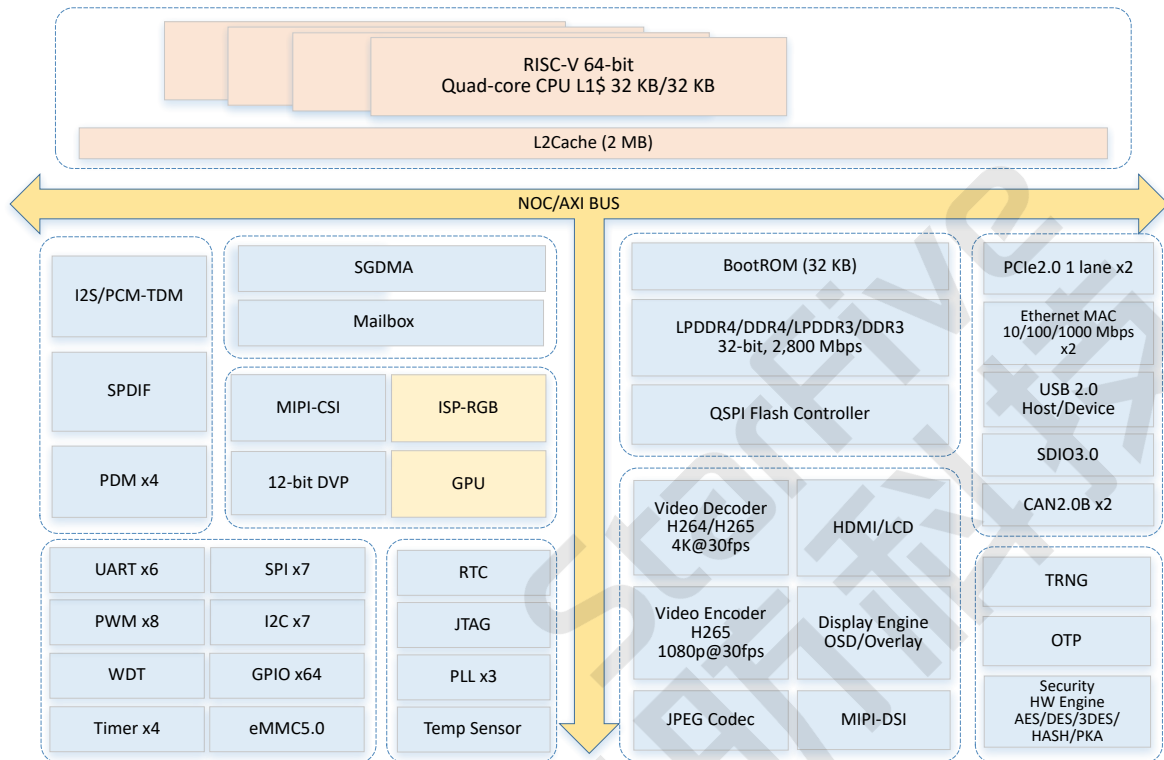 RISC-V 64-bit
Quad-core CPU L1$ 32 KB/32 KB
L2Cache (2 MB)
NOC/AXI BUS
I2S/PCM-TDM
SPDIF
PDM x4
SGDMA
Mailbox
MIPI-CSI
ISP-RGB
12-bit DVP
GPU
BootROM (32 KB)
LPDDR4/DDR4/LPDDR3/DDR3
32-bit, 2,800 Mbps
QSPI Flash Controller
PCIe2.0 1 lane x2
Ethernet MAC
10/100/1000 Mbps
x2
USB 2.0
Host/Device
SDIO3.0
CAN2.0B x2
UART x6
SPI x7
PWM x8
I2C x7
WDT
GPIO x64
Timer x4
eMMC5.0
RTC
JTAG
PLL x3
Temp Sensor
Video Decoder
H264/H265
4K@30fps
HDMI/LCD
Video Encoder
H265
1080p@30fps
Display Engine
OSD/Overlay
JPEG Codec
MIPI-DSI
TRNG
OTP
Security
HW Engine
AES/DES/3DES/
HASH/PKA
StarFive